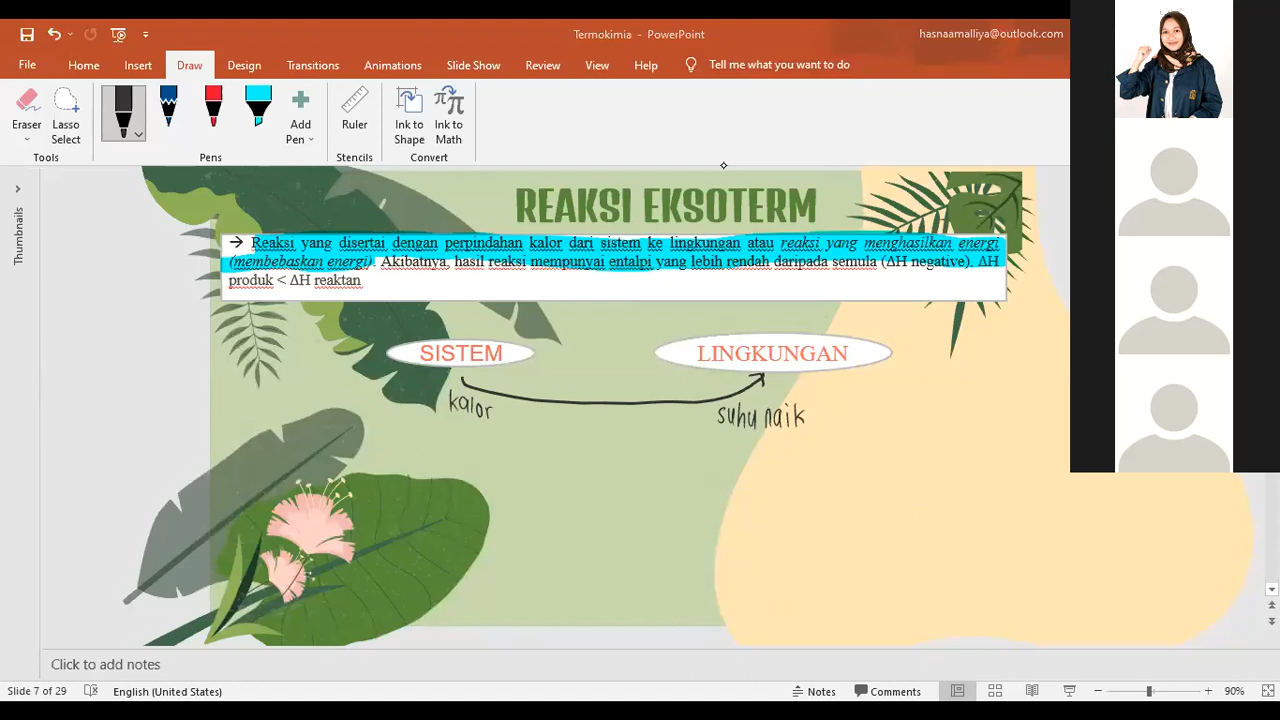 Termokimia - PowerPoint
hasnaamalliya@outlook.com
File Home Insert Draw Design Transitions Animations Slide Show Review View Help Tell me what you want to do
Eraser Lasso Select Add Pen Ruler Ink to Shape Ink to Math
Tools Pens Stencils Convert
Thumbnails
REAKSI EKSOTERM
→ Reaksi yang disertai dengan perpindahan kalor dari sistem ke lingkungan atau reaksi yang menghasilkan energi
(membebaskan energi). Akibatnya, hasil reaksi mempunyai entalpi yang lebih rendah daripada semula (ΔH negative). ΔH
produk < ΔH reaktan
SISTEM LINGKUNGAN
kalor suhu naik
Click to add notes
Slide 7 of 29 English (United States) Notes Comments 90%